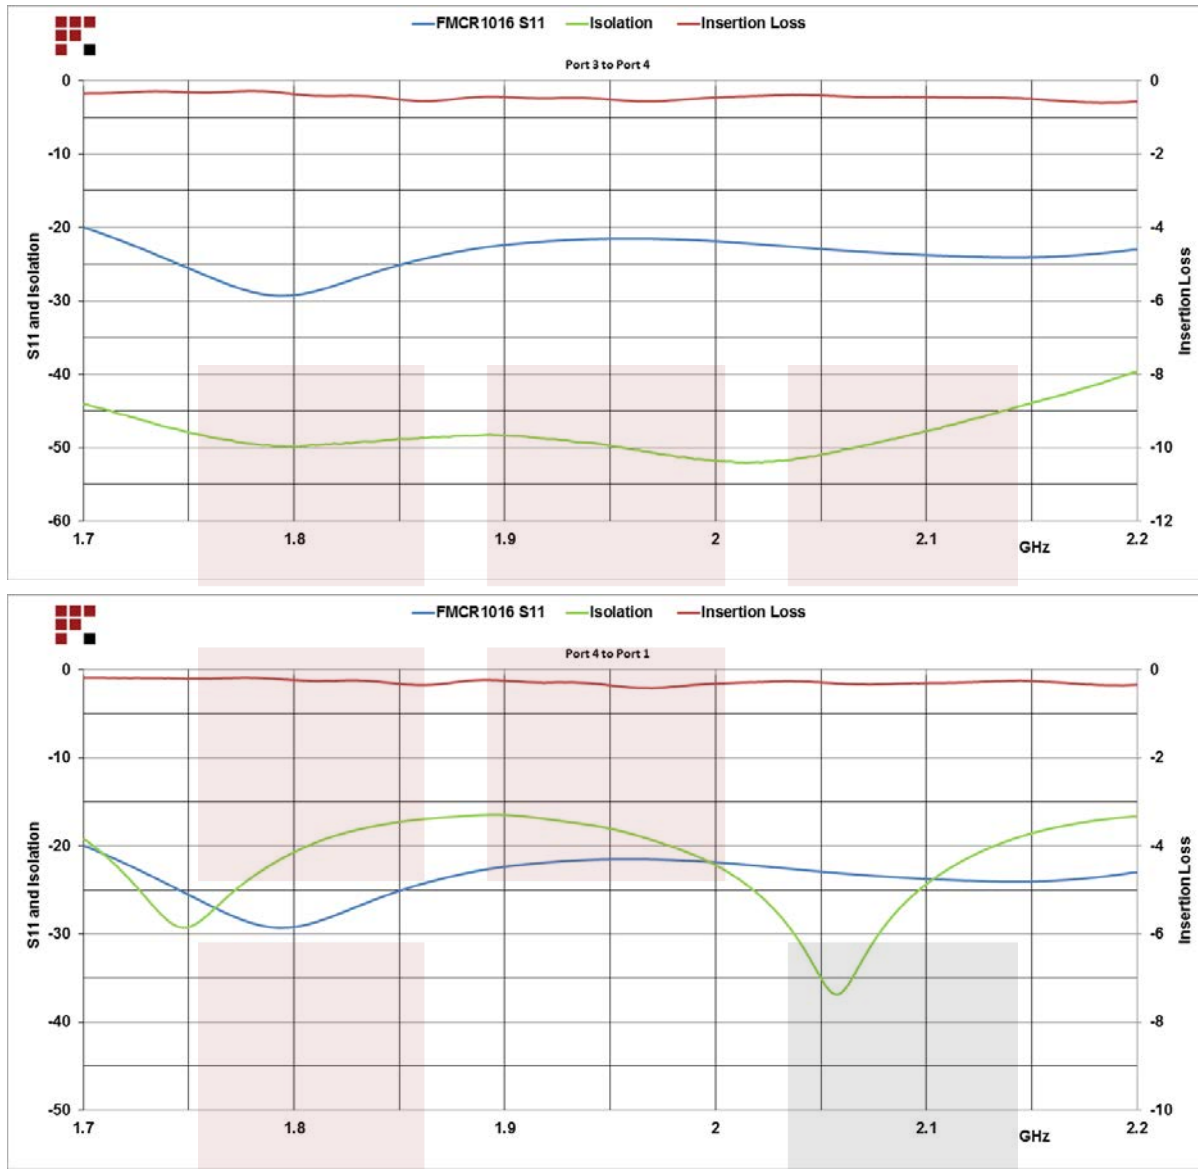 FMCR1016 S11 Isolation Insertion Loss
Port 3 to Port 4
0 0
-10 -2
-20 -4
-30 -6
-40 -8
-50 -10
-60 -12
S11 and Isolation
Insertion Loss
1.7 1.8 1.9 2 2.1 2.2
GHz
FMCR1016 S11 Isolation Insertion Loss
Port 4 to Port 1
0 0
-10 -2
-20 -4
-30 -6
-40 -8
-50 -10
S11 and Isolation
Insertion Loss
1.7 1.8 1.9 2 2.1 2.2
GHz